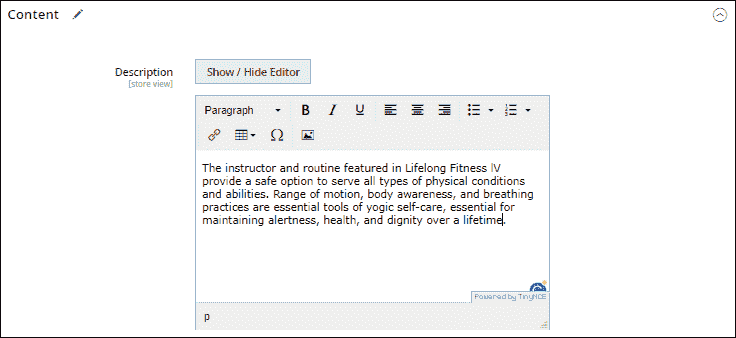 Content
Description
[store view]
Show / Hide Editor
Paragraph B I U
Ω
The instructor and routine featured in Lifelong Fitness IV
provide a safe option to serve all types of physical conditions
and abilities. Range of motion, body awareness, and breathing
practices are essential tools of yogic self-care, essential for
maintaining alertness, health, and dignity over a lifetime.
Powered by TinyMCE
p